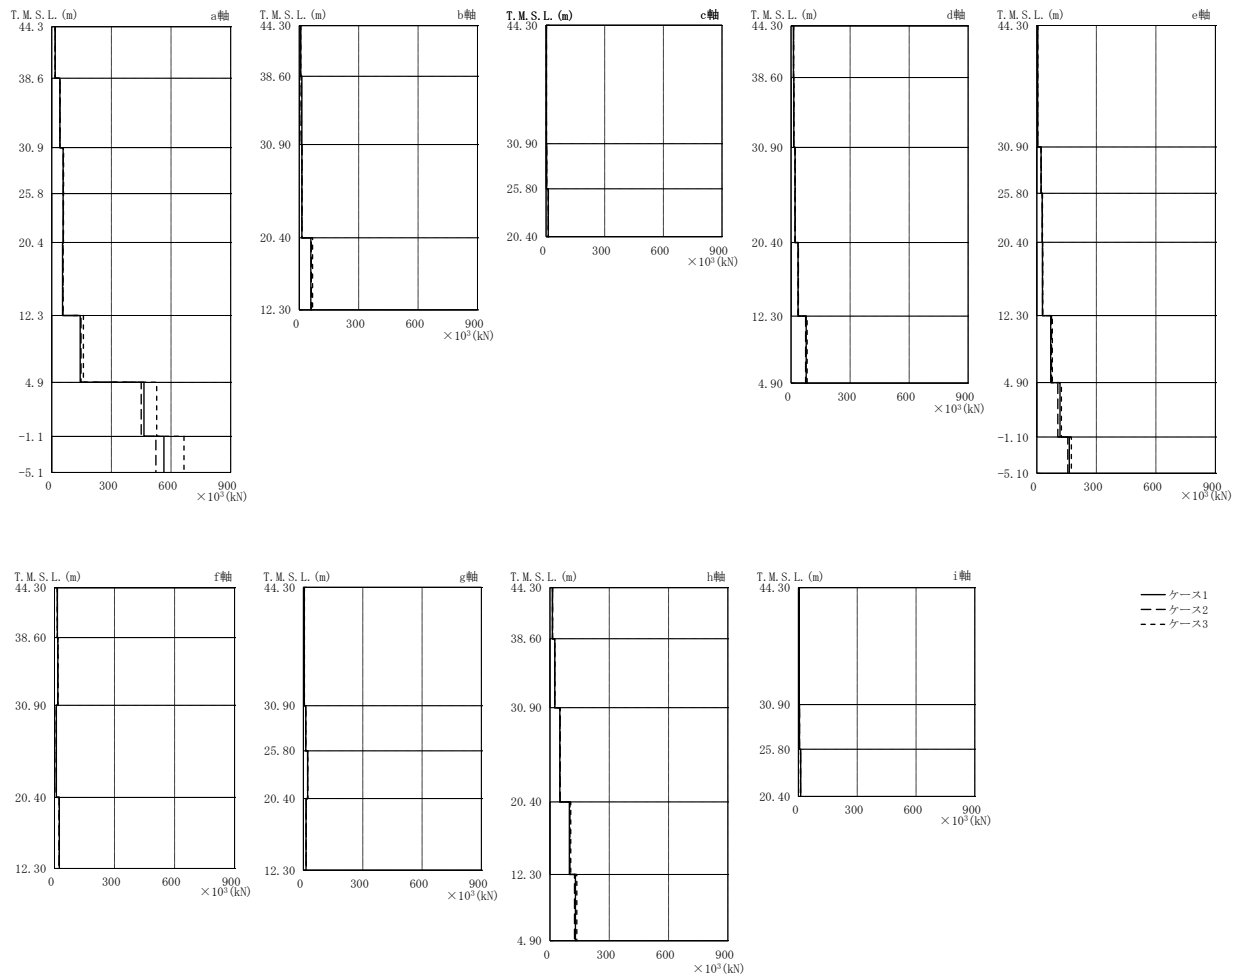 T.M.S.L.(m) a軸
44.3
38.6
30.9
25.8
20.4
12.3
4.9
-1.1
-5.1
0 300 600 900
×10³(kN)
T.M.S.L.(m) b軸
44.30
38.60
30.90
20.40
12.30
0 300 600 900
×10³(kN)
T.M.S.L.(m) c軸
44.30
30.90
25.80
20.40
0 300 600 900
×10³(kN)
T.M.S.L.(m) d軸
44.30
38.60
30.90
20.40
12.30
4.90
0 300 600 900
×10³(kN)
T.M.S.L.(m) e軸
44.30
30.90
25.80
20.40
12.30
4.90
-1.10
-5.10
0 300 600 900
×10³(kN)
T.M.S.L.(m) f軸
44.30
38.60
30.90
20.40
12.30
0 300 600 900
×10³(kN)
T.M.S.L.(m) g軸
44.30
30.90
25.80
20.40
12.30
0 300 600 900
×10³(kN)
T.M.S.L.(m) h軸
44.30
38.60
30.90
20.40
12.30
4.90
0 300 600 900
×10³(kN)
T.M.S.L.(m) i軸
44.30
30.90
25.80
20.40
0 300 600 900
×10³(kN)
ケース1
ケース2
ケース3